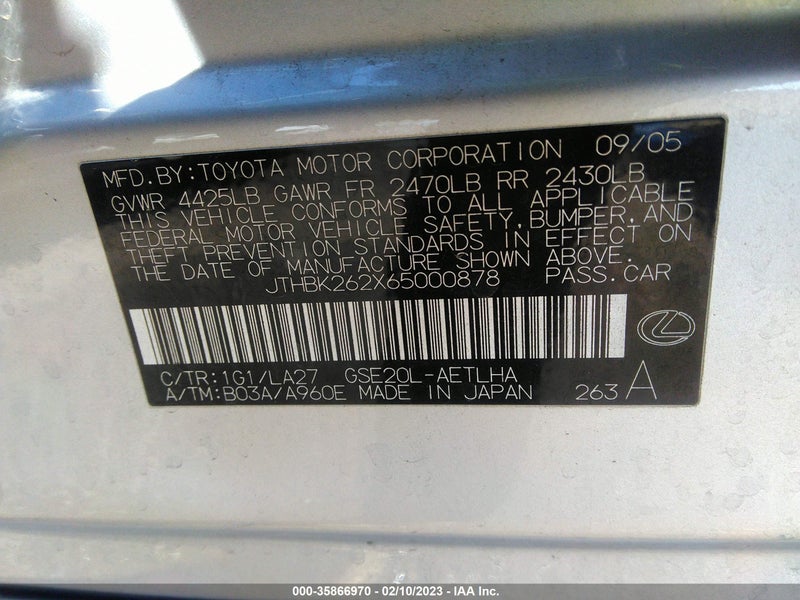 MFD.BY:TOYOTA MOTOR CORPORATION 09/05
GVWR 4425LB GAWR FR 2470LB RR 2430LB
THIS VEHICLE CONFORMS TO ALL APPLICABLE
FEDERAL MOTOR VEHICLE SAFETY,BUMPER,AND
THEFT PREVENTION STANDARDS IN EFFECT ON
THE DATE OF MANUFACTURE SHOWN ABOVE.
JTHBK262X65000878 PASS.CAR
C/TR:1G1/LA27 GSE20L-AETLHA
A/TM:B03A/A960E MADE IN JAPAN 263 A
000-35866970 - 02/10/2023 - IAA Inc.